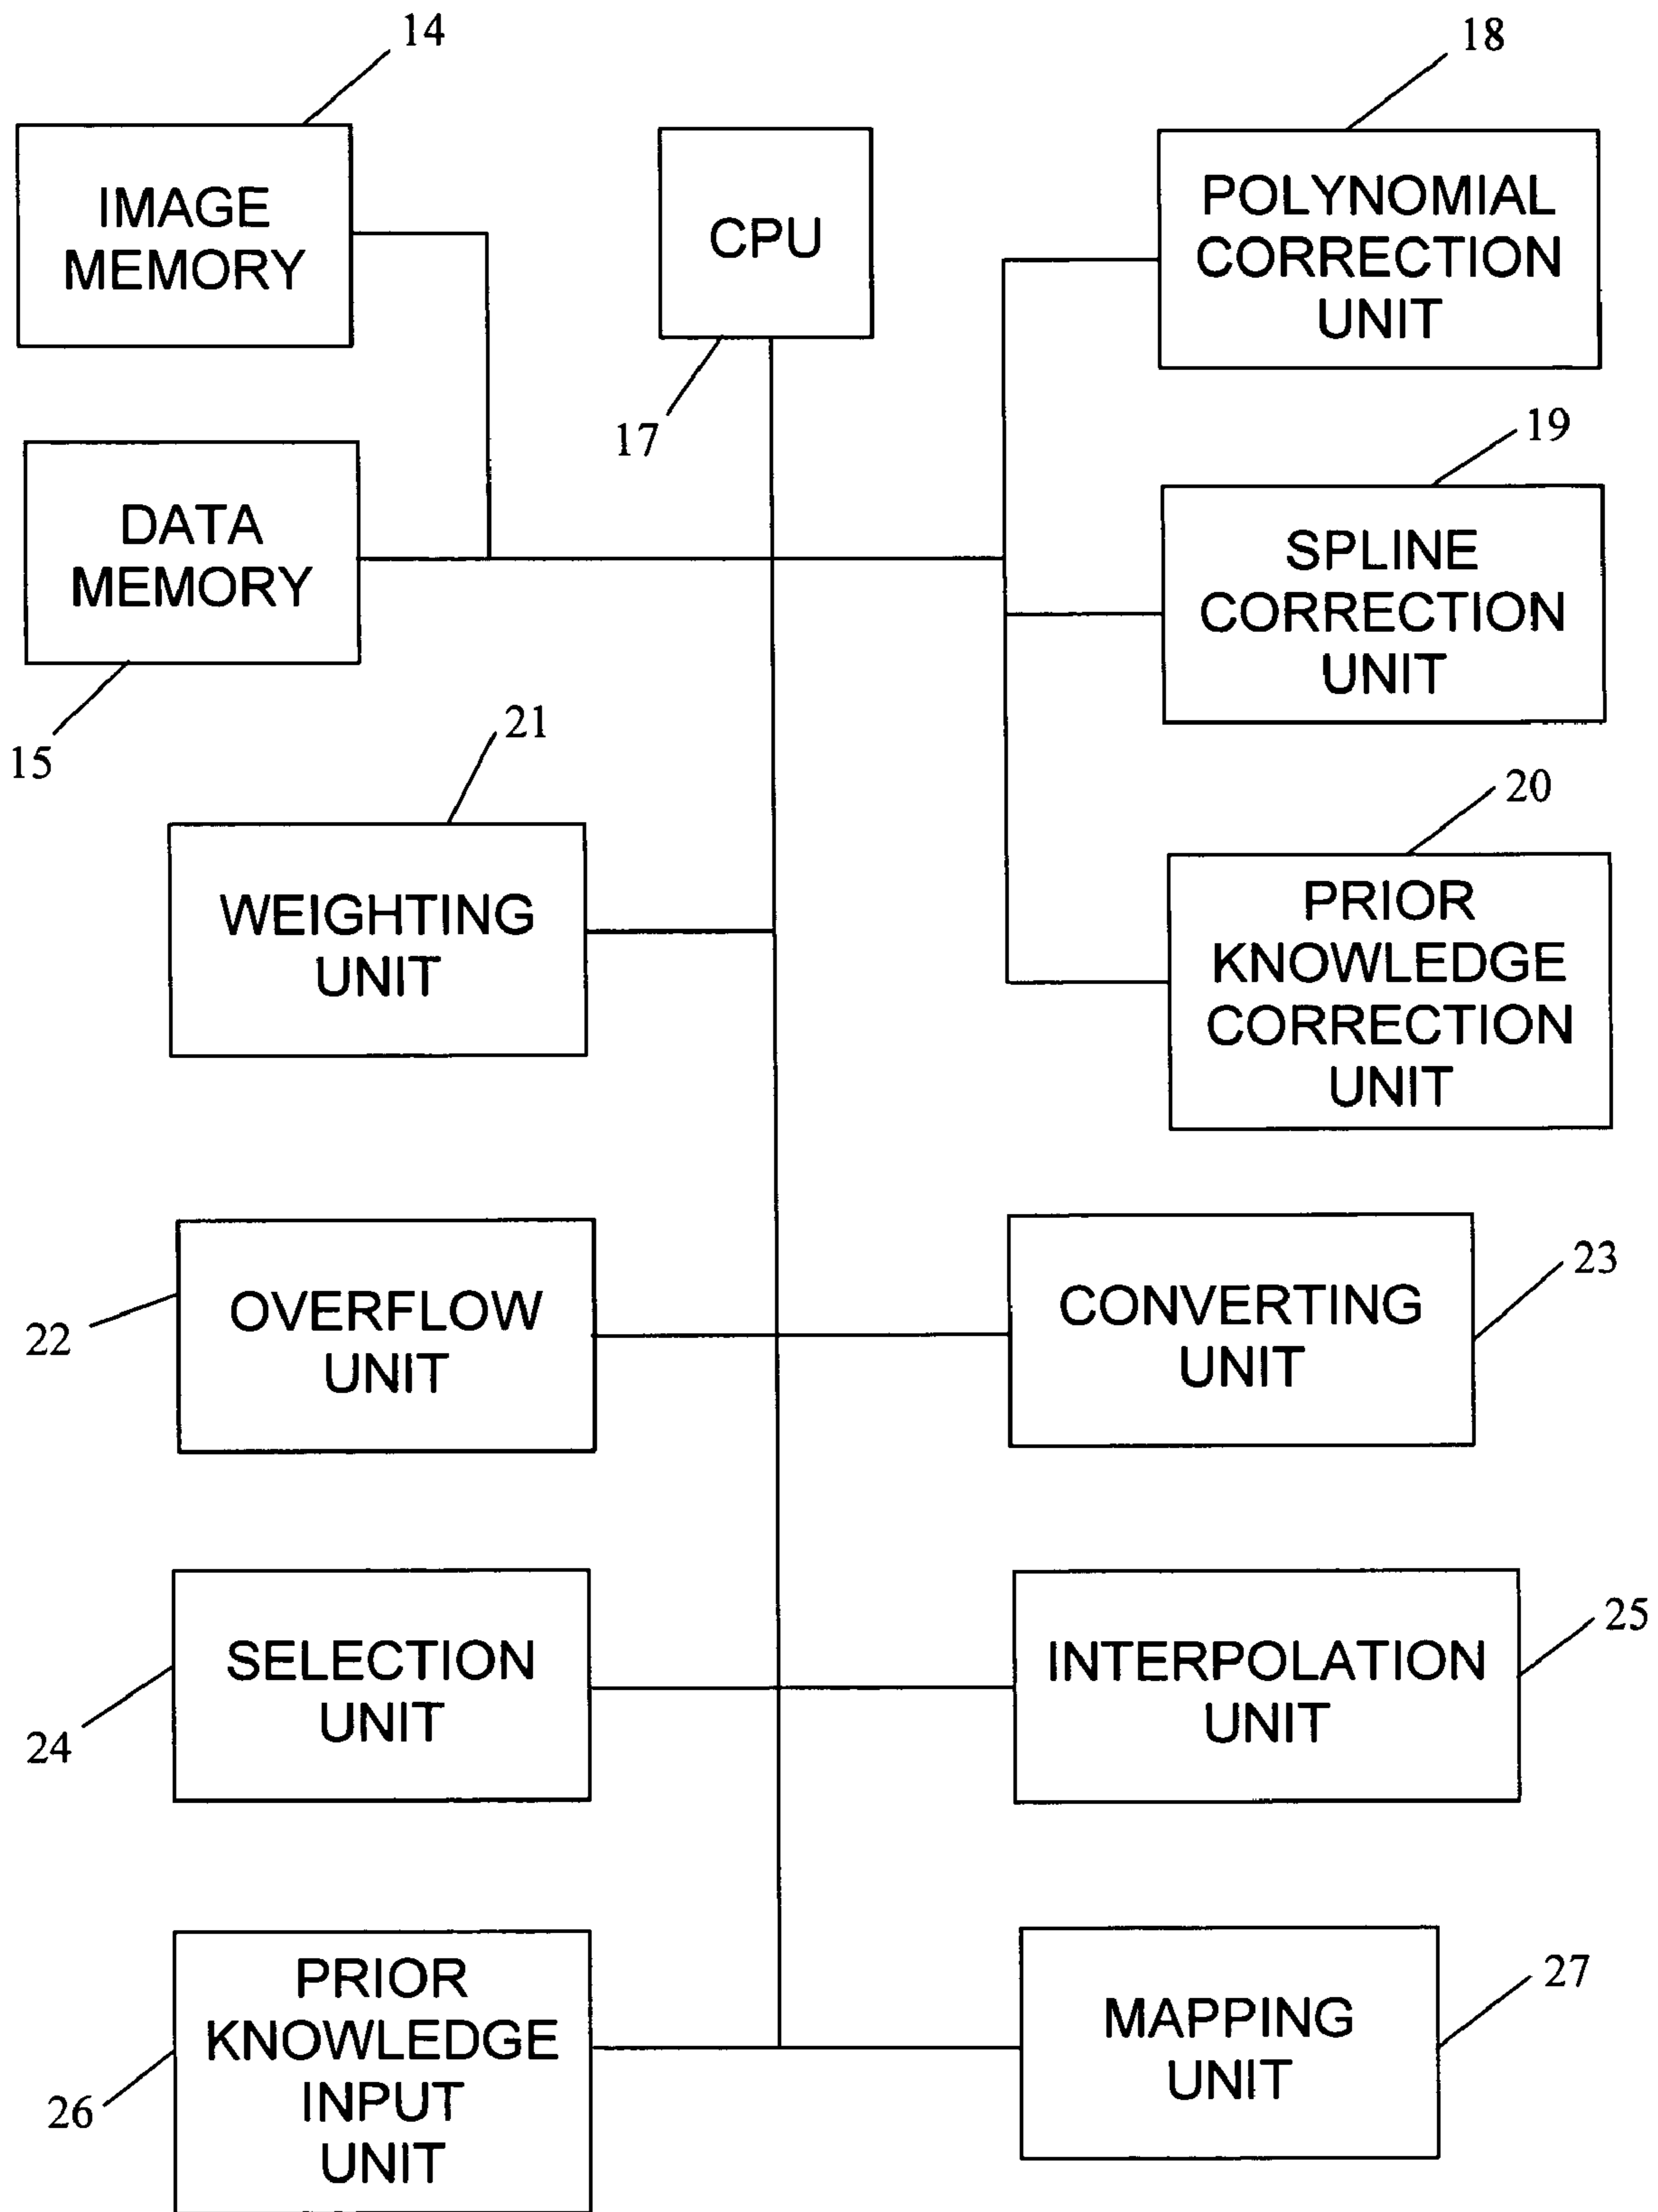 14
18
IMAGE
MEMORY
CPU
POLYNOMIAL
CORRECTION
UNIT
17
19
DATA
MEMORY
SPLINE
CORRECTION
UNIT
15
21
20
WEIGHTING
UNIT
PRIOR
KNOWLEDGE
CORRECTION
UNIT
22
OVERFLOW
UNIT
CONVERTING
UNIT
23
24
SELECTION
UNIT
INTERPOLATION
UNIT
25
26
PRIOR
KNOWLEDGE
INPUT
UNIT
MAPPING
UNIT
27